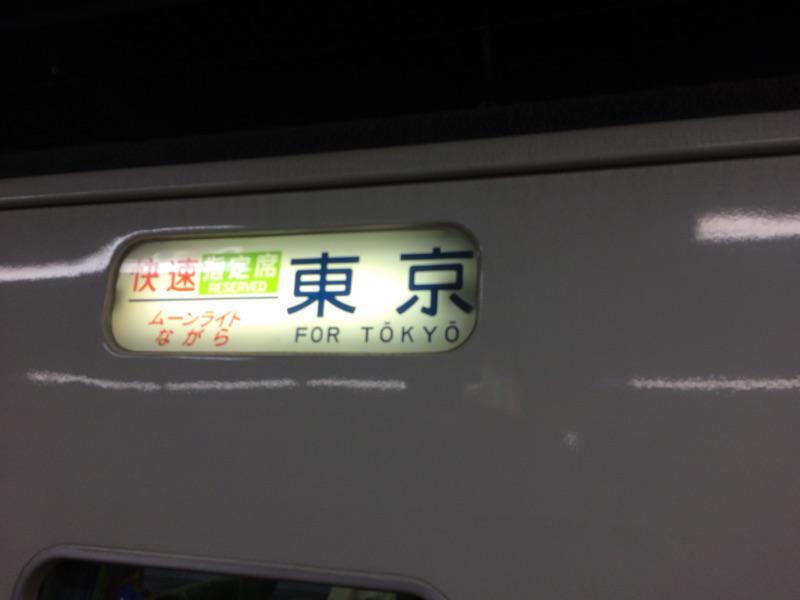 快速 指定席 東京
RESERVED
ムーンライト
ながら
FOR TŌKYŌ